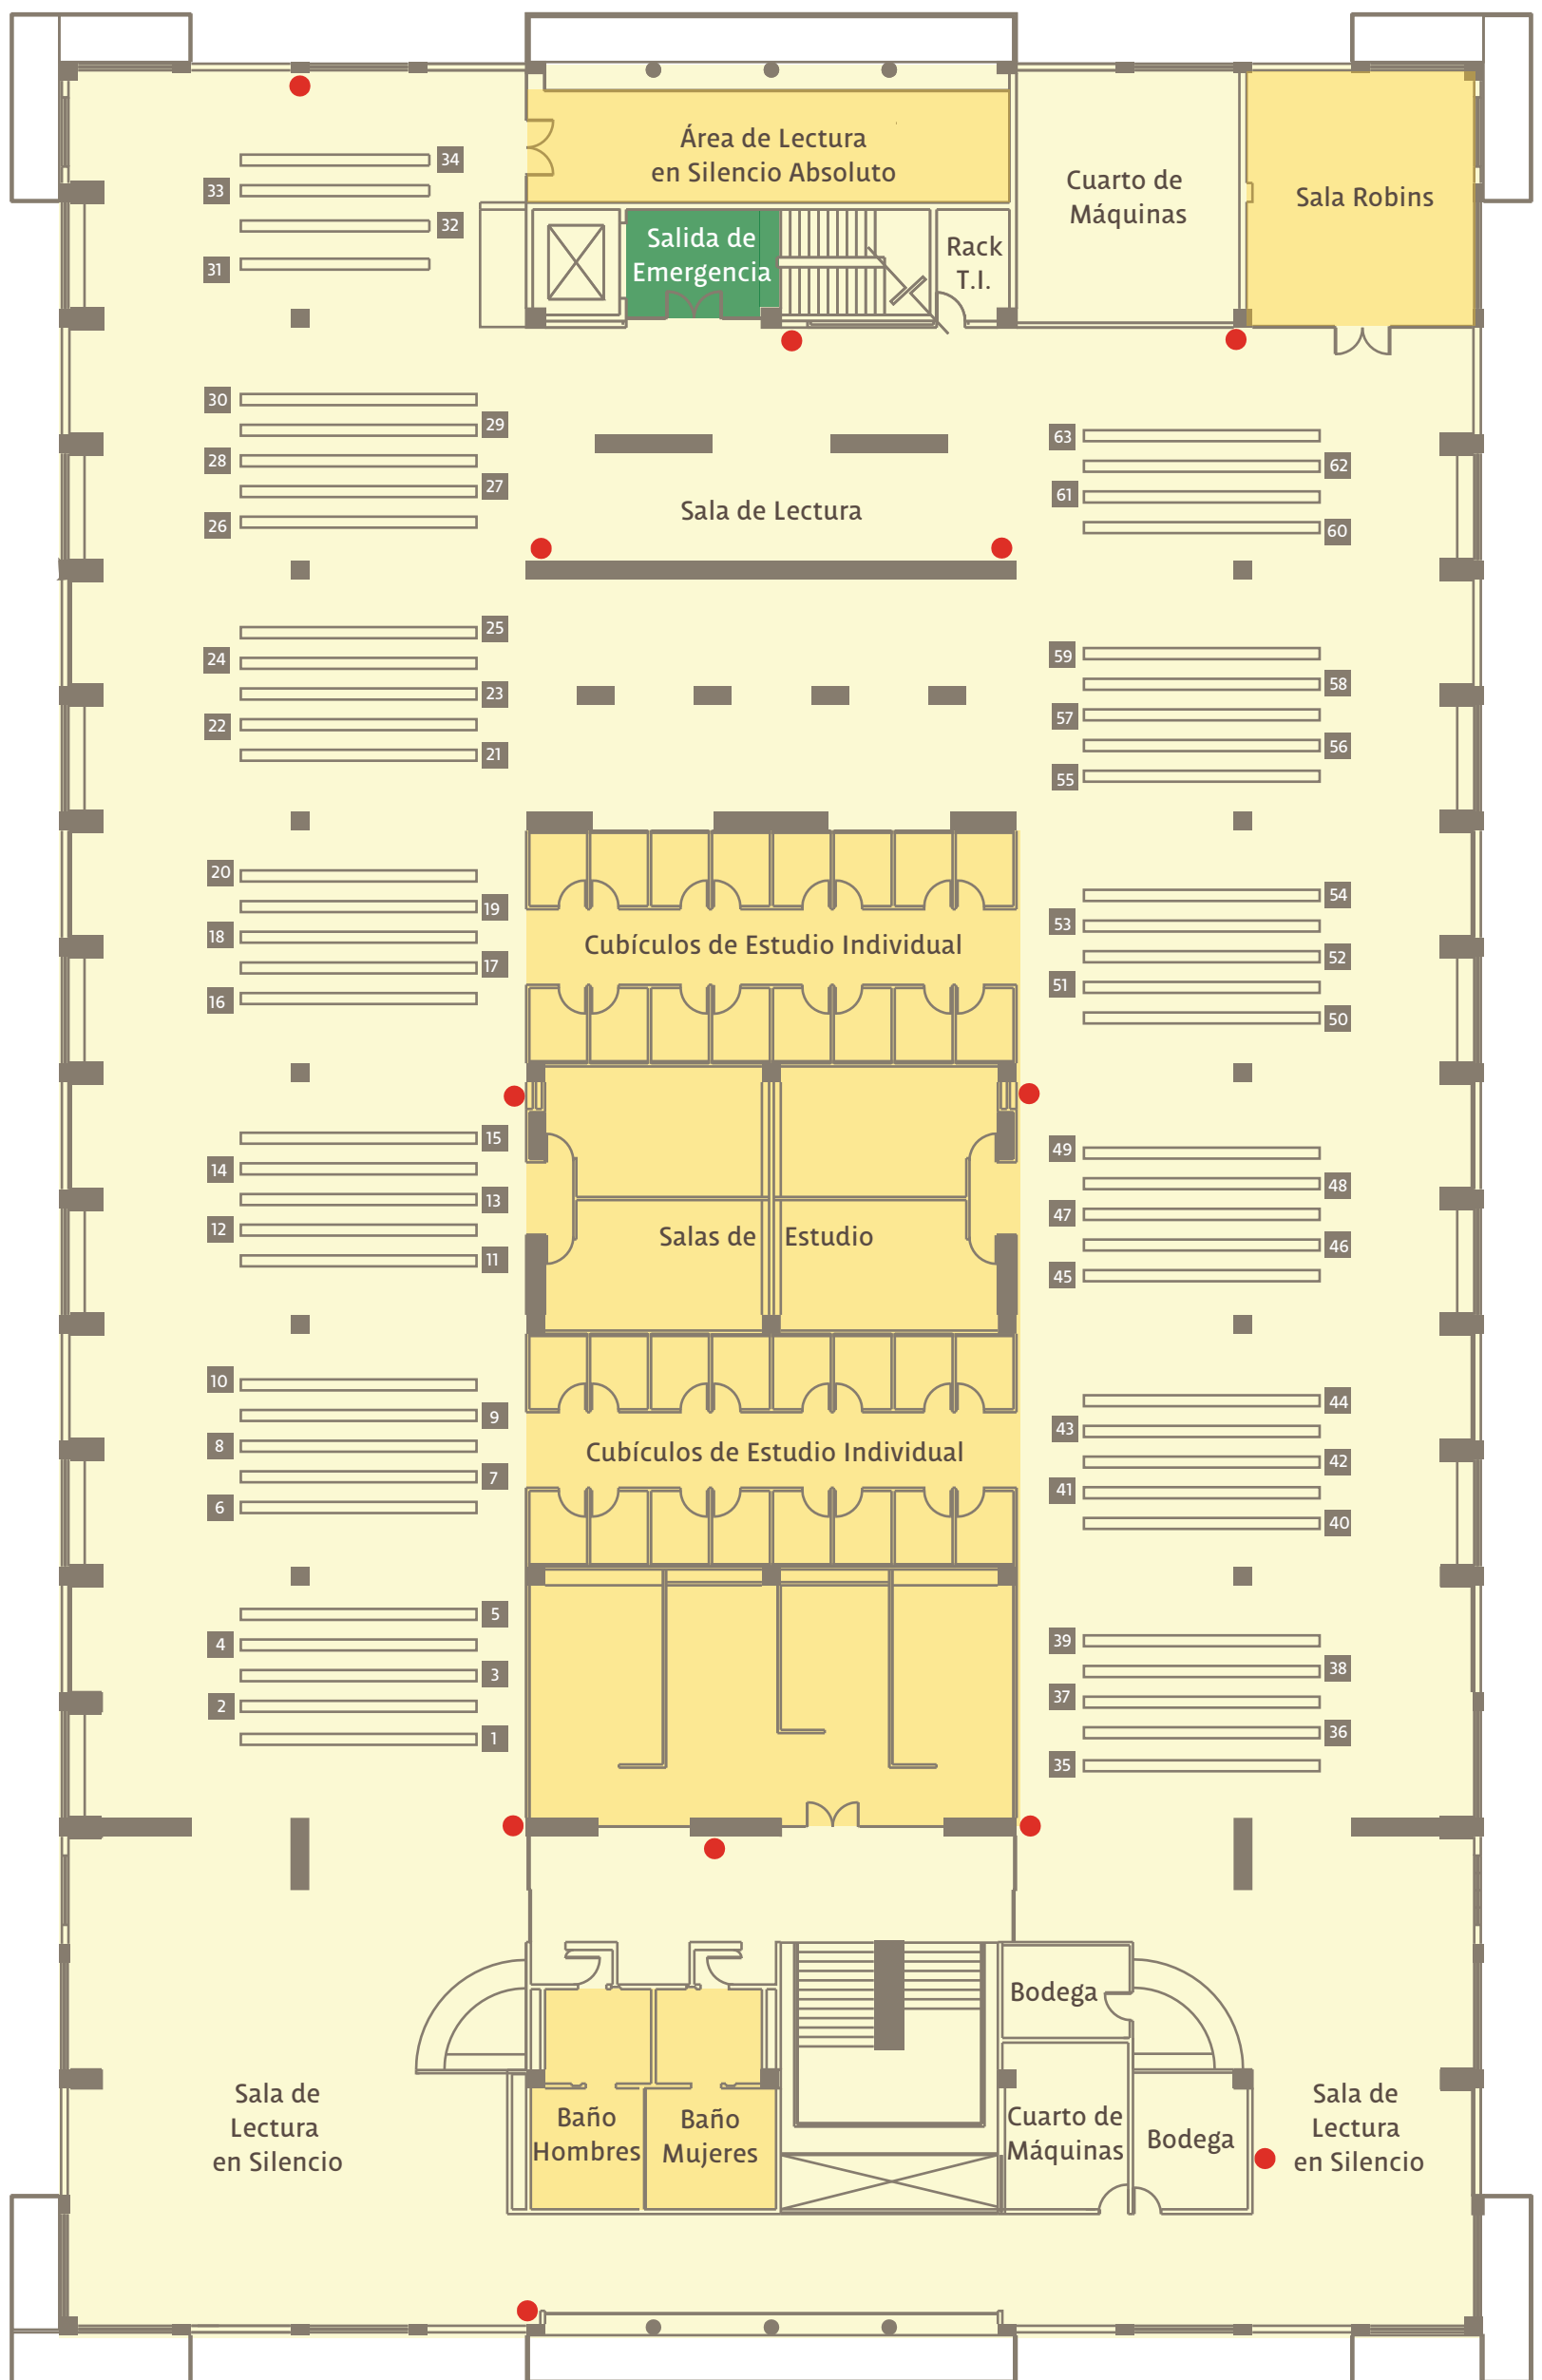 34
Área de Lectura
en Silencio Absoluto
33
Cuarto de
Máquinas
Sala Robins
32
Salida de
Emergencia
Rack
T.I.
31
30
29
63
28
62
27
61
Sala de Lectura
26
60
25
24
59
58
23
57
22
56
21
55
20
54
19
53
18
Cubículos de Estudio Individual
52
17
51
16
50
15
49
14
48
13
47
12
Salas de Estudio
46
11
45
10
44
9
43
8
Cubículos de Estudio Individual
42
7
41
6
40
5
39
4
38
3
37
2
36
1
35
Bodega
Sala de
Lectura
en Silencio
Baño
Hombres
Baño
Mujeres
Cuarto de
Máquinas
Bodega
Sala de
Lectura
en Silencio